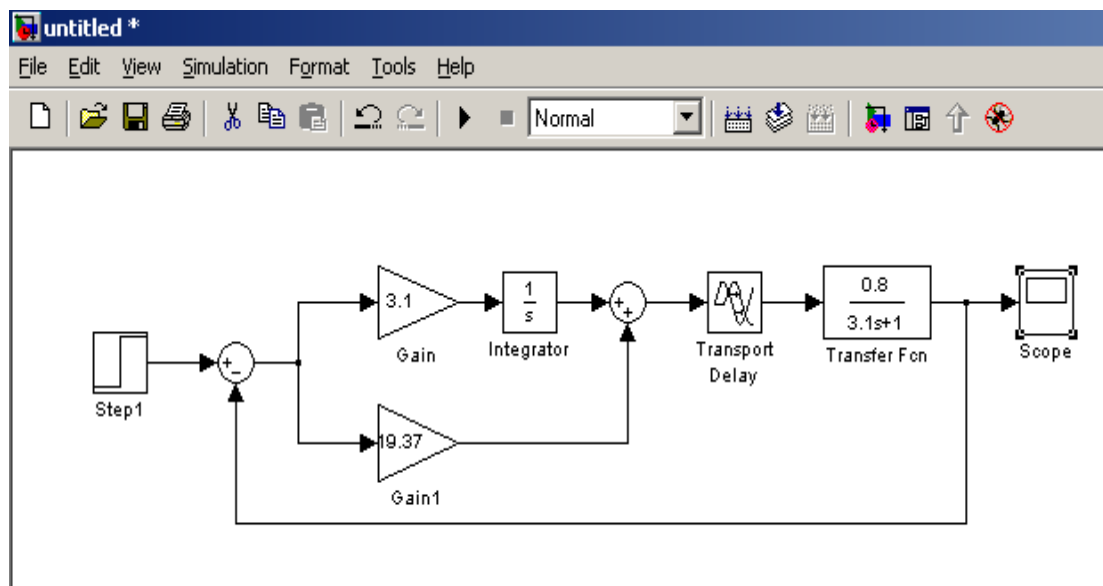 untitled *
File Edit View Simulation Format Tools Help
Normal
3.1
Gain
1
s
Integrator
+
+
Transport
Delay
0.8
3.1s+1
Transfer Fcn
Scope
Step1
+
−
19.37
Gain1